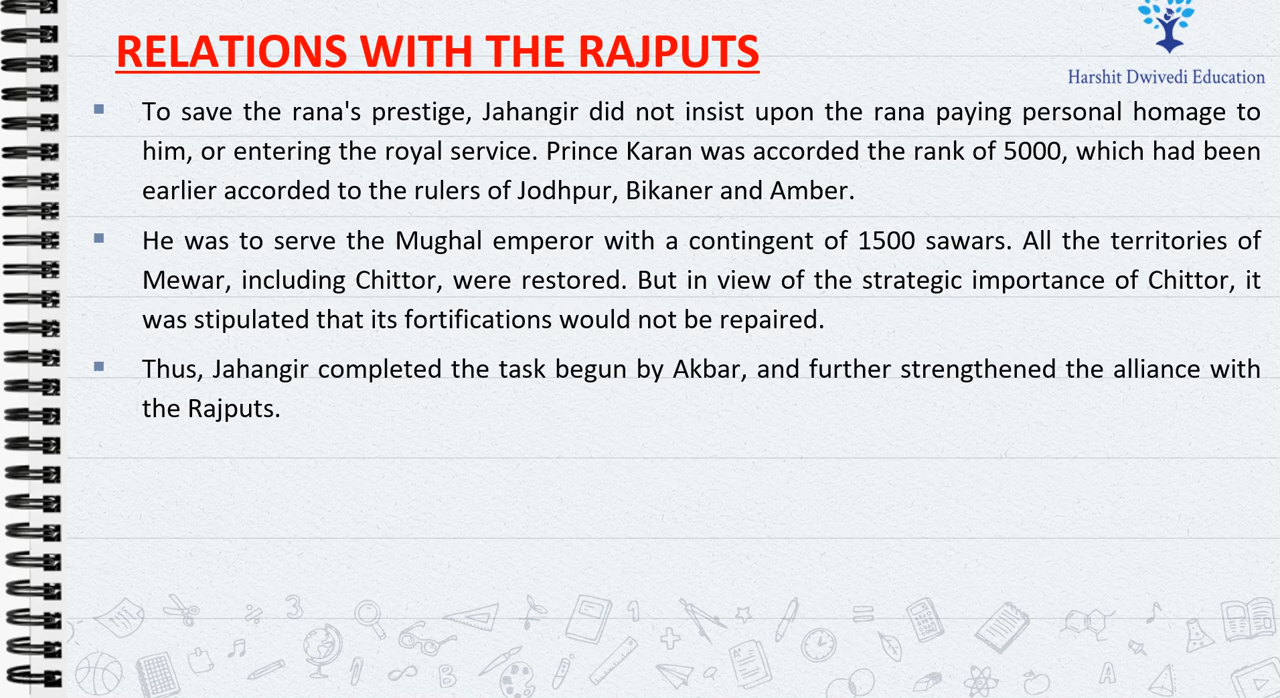 RELATIONS WITH THE RAJPUTS
Harshit Dwivedi Education
▪ To save the rana's prestige, Jahangir did not insist upon the rana paying personal homage to
him, or entering the royal service. Prince Karan was accorded the rank of 5000, which had been
earlier accorded to the rulers of Jodhpur, Bikaner and Amber.
▪ He was to serve the Mughal emperor with a contingent of 1500 sawars. All the territories of
Mewar, including Chittor, were restored. But in view of the strategic importance of Chittor, it
was stipulated that its fortifications would not be repaired.
▪ Thus, Jahangir completed the task begun by Akbar, and further strengthened the alliance with
the Rajputs.